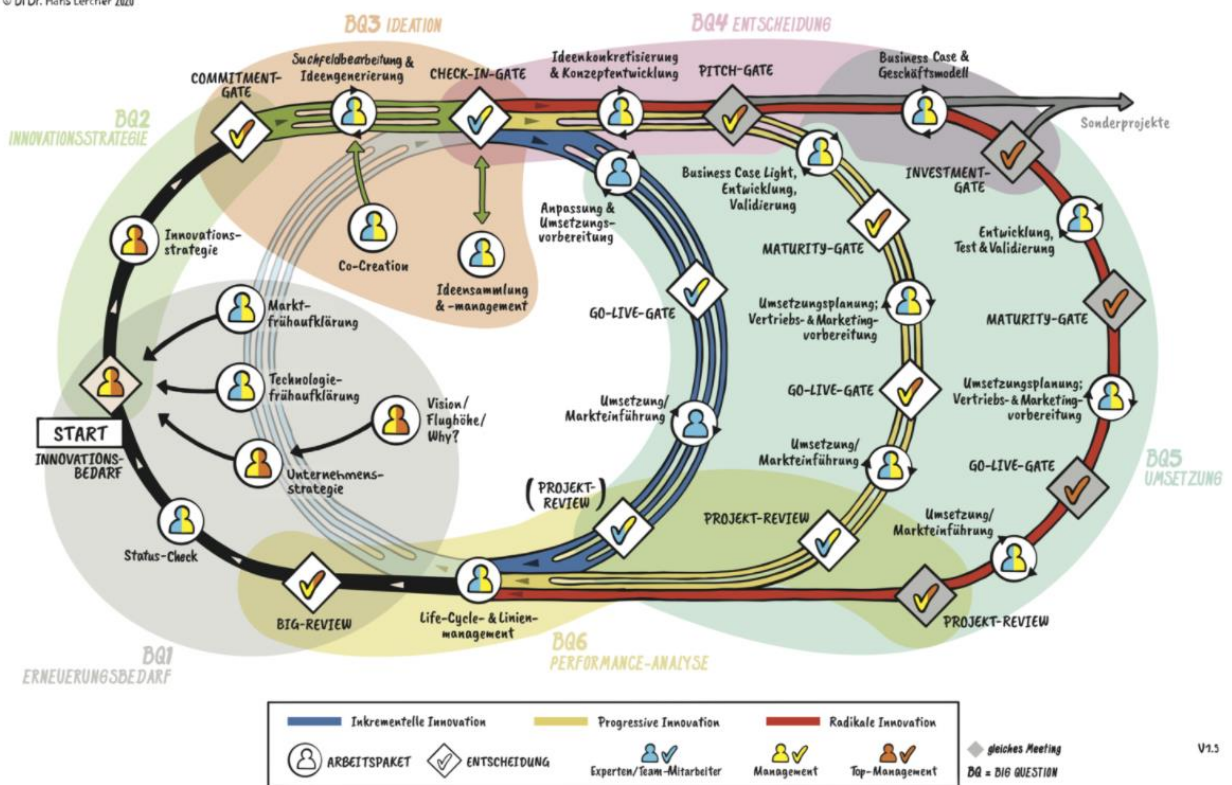 © DI Dr. Hans Lercher 2020
BQ3 IDEATION
BQ4 ENTSCHEIDUNG
Suchfeldbearbeitung &
Ideengenerierung
COMMITMENT-
GATE
CHECK-IN-GATE
Ideenkonkretisierung
& Konzeptentwicklung
PITCH-GATE
Business Case &
Geschäftsmodell
Sonderprojekte
BQ2
INNOVATIONSSTRATEGIE
INVESTMENT-
GATE
Business Case Light,
Entwicklung,
Validierung
Anpassung &
Umsetzungs-
vorbereitung
Innovations-
strategie
Co-Creation
Ideensammlung
& -management
Entwicklung,
Test & Validierung
MATURITY-GATE
MATURITY-GATE
Markt-
frühaufklärung
GO-LIVE-GATE
Umsetzungsplanung;
Vertriebs- & Marketing-
vorbereitung
Technologie-
frühaufklärung
Vision/
Flughöhe/
Why?
Umsetzung/
Markteinführung
GO-LIVE-GATE
Umsetzungsplanung;
Vertriebs- & Marketing-
vorbereitung
START
INNOVATIONS-
BEDARF
Unternehmens-
strategie
Umsetzung/
Markteinführung
GO-LIVE-GATE
BQ5
UMSETZUNG
(PROJEKT-
REVIEW)
PROJEKT-REVIEW
Umsetzung/
Markteinführung
Status-Check
BIG-REVIEW
Life-Cycle- & Linien-
management
PROJEKT-REVIEW
BQ1
ERNEUERUNGSBEDARF
BQ6
PERFORMANCE-ANALYSE
Inkrementelle Innovation
Progressive Innovation
Radikale Innovation
ARBEITSPAKET
ENTSCHEIDUNG
Experten/Team-Mitarbeiter
Management
Top-Management
gleiches Meeting
BQ = BIG QUESTION
V1.5